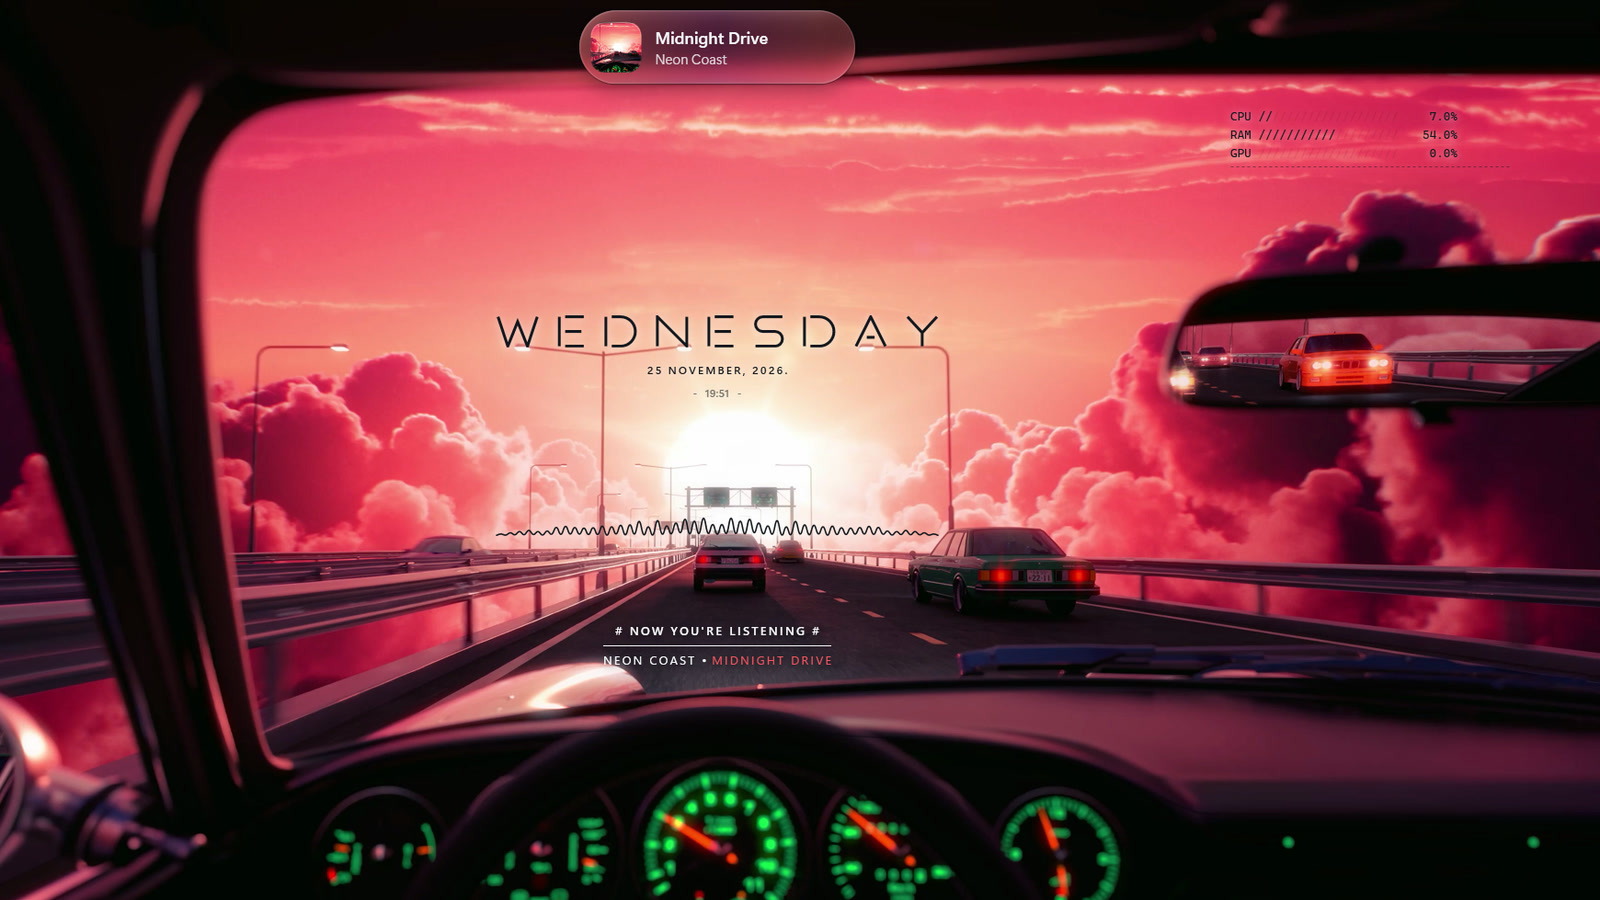 Midnight Drive
Neon Coast
CPU // 7.0%
RAM /////////// 54.0%
GPU 0.0%
WEDNESDAY
25 NOVEMBER, 2026.
- 19:51 -
# NOW YOU'RE LISTENING #
NEON COAST • MIDNIGHT DRIVE